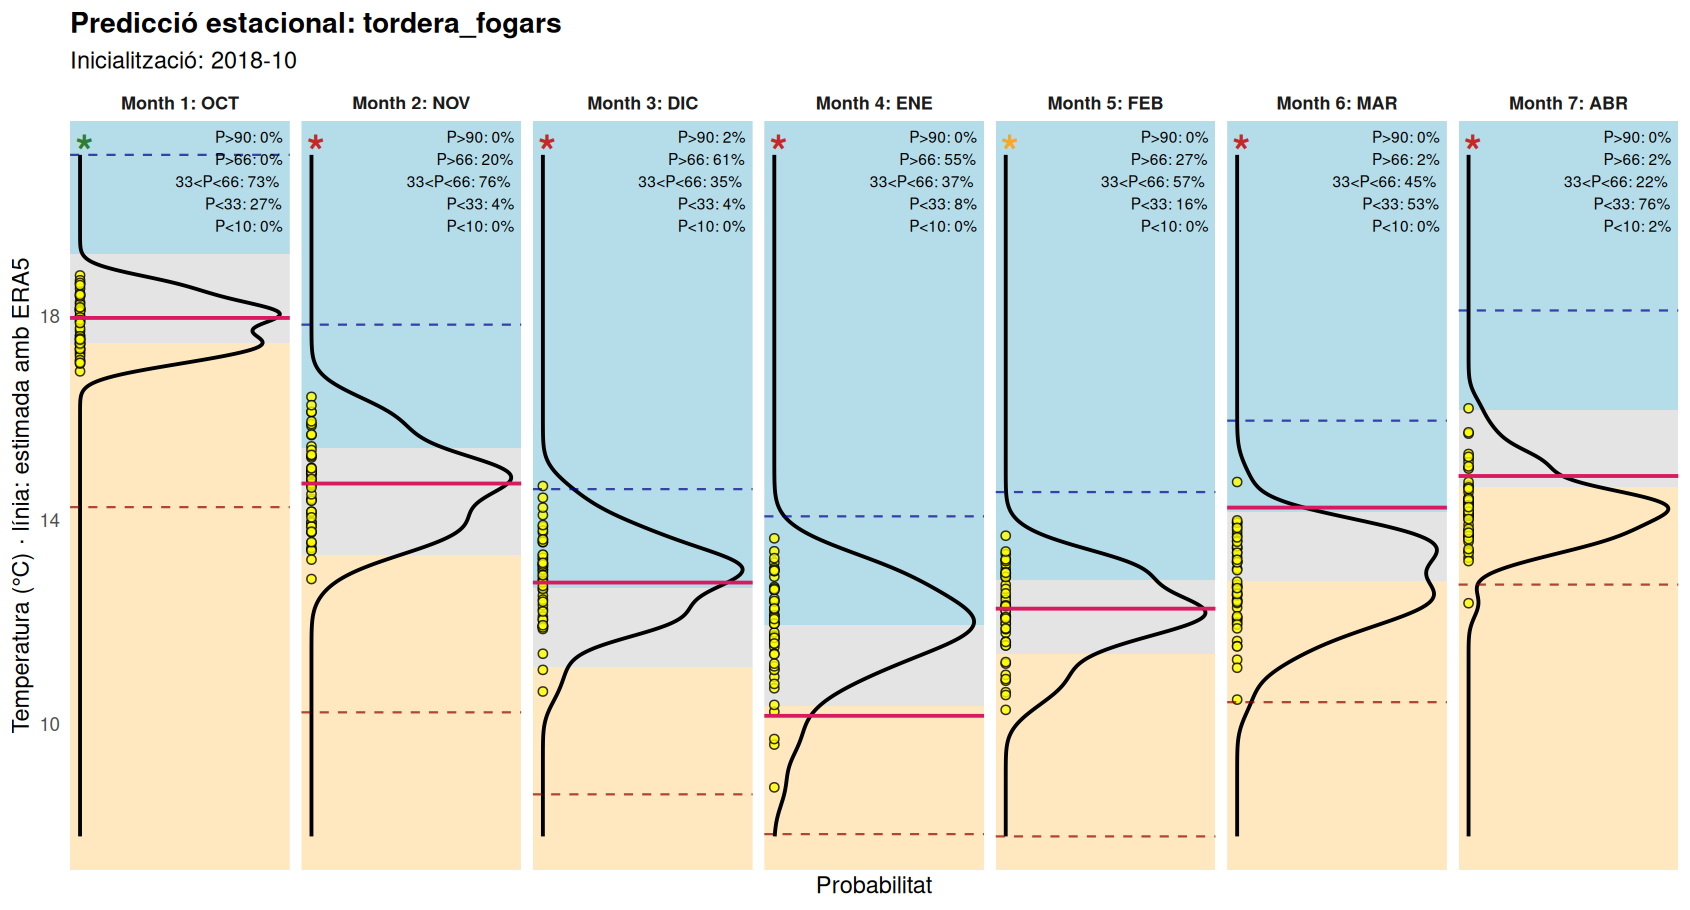 Predicció estacional: tordera_fogars
Inicialització: 2018-10
Month 1: OCT
Month 2: NOV
Month 3: DIC
Month 4: ENE
Month 5: FEB
Month 6: MAR
Month 7: ABR
*
P>90: 0%
P>66: 0%
33<P<66: 73%
P<33: 27%
P<10: 0%
*
P>90: 0%
P>66: 20%
33<P<66: 76%
P<33: 4%
P<10: 0%
*
P>90: 2%
P>66: 61%
33<P<66: 35%
P<33: 4%
P<10: 0%
*
P>90: 0%
P>66: 55%
33<P<66: 37%
P<33: 8%
P<10: 0%
*
P>90: 0%
P>66: 27%
33<P<66: 57%
P<33: 16%
P<10: 0%
*
P>90: 0%
P>66: 2%
33<P<66: 45%
P<33: 53%
P<10: 0%
*
P>90: 0%
P>66: 2%
33<P<66: 22%
P<33: 76%
P<10: 2%
Temperatura (°C) · línia: estimada amb ERA5
18
14
10
Probabilitat